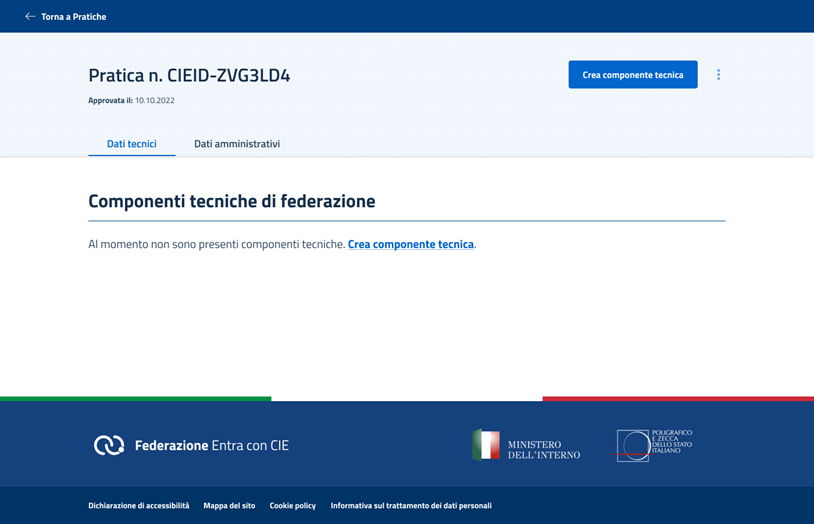 Torna a Pratiche
Pratica n. CIEID-ZVG3LD4
Crea componente tecnica
Approvata il: 10.10.2022
Dati tecnici
Dati amministrativi
Componenti tecniche di federazione
Al momento non sono presenti componenti tecniche. Crea componente tecnica.
Federazione Entra con CIE
MINISTERO
DELL'INTERNO
POLIGRAFICO
E ZECCA
DELLO STATO
ITALIANO
Dichiarazione di accessibilità
Mappa del sito
Cookie policy
Informativa sul trattamento dei dati personali